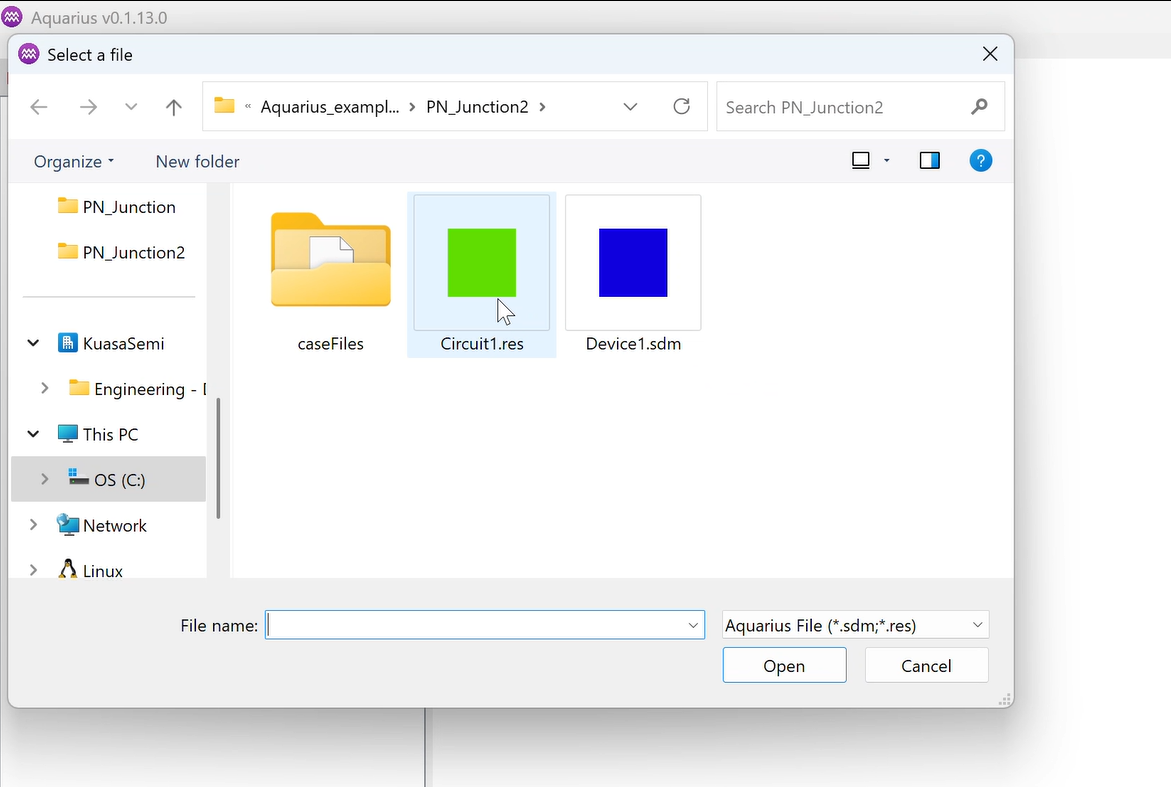 Aquarius v0.1.13.0
Select a file
« Aquarius_exampl... > PN_Junction2 >
Search PN_Junction2
Organize
New folder
PN_Junction
PN_Junction2
KuasaSemi
Engineering -
This PC
OS (C:)
Network
Linux
caseFiles
Circuit1.res
Device1.sdm
File name:
Aquarius File (*.sdm;*.res)
Open
Cancel